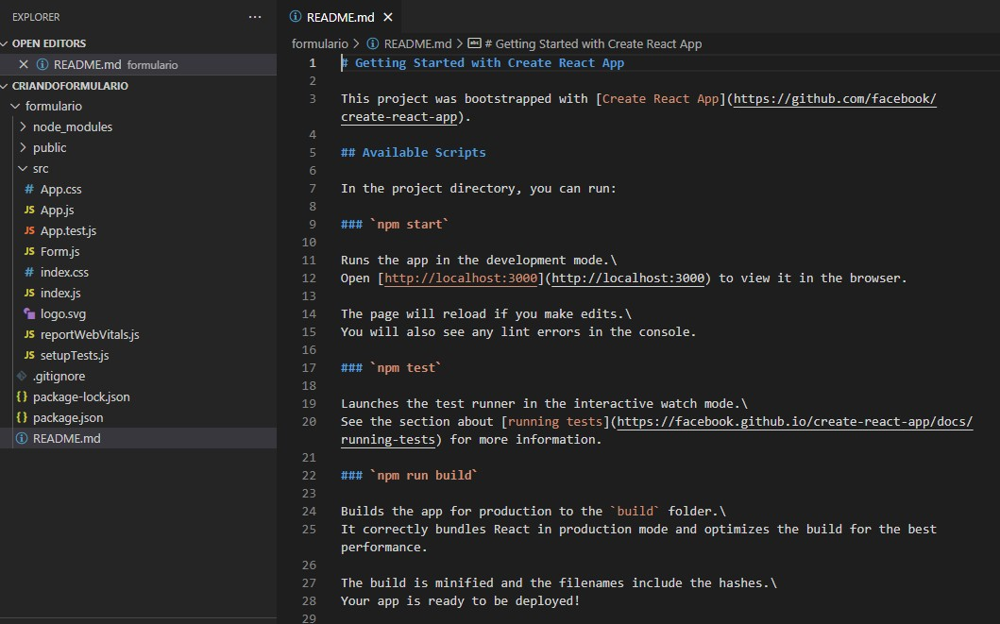 EXPLORER
...
OPEN EDITORS
README.md formulario
CRIANDOFORMULARIO
formulario
node_modules
public
src
# App.css
JS App.js
JS App.test.js
JS Form.js
# index.css
JS index.js
logo.svg
JS reportWebVitals.js
JS setupTests.js
.gitignore
{} package-lock.json
{} package.json
README.md
README.md
formulario > README.md > abc # Getting Started with Create React App
1 # Getting Started with Create React App
2
3 This project was bootstrapped with [Create React App](https://github.com/facebook/
create-react-app).
4
5 ## Available Scripts
6
7 In the project directory, you can run:
8
9 ### `npm start`
10
11 Runs the app in the development mode.\
12 Open [http://localhost:3000](http://localhost:3000) to view it in the browser.
13
14 The page will reload if you make edits.\
15 You will also see any lint errors in the console.
16
17 ### `npm test`
18
19 Launches the test runner in the interactive watch mode.\
20 See the section about [running tests](https://facebook.github.io/create-react-app/docs/
running-tests) for more information.
21
22 ### `npm run build`
23
24 Builds the app for production to the `build` folder.\
25 It correctly bundles React in production mode and optimizes the build for the best
performance.
26
27 The build is minified and the filenames include the hashes.\
28 Your app is ready to be deployed!
29